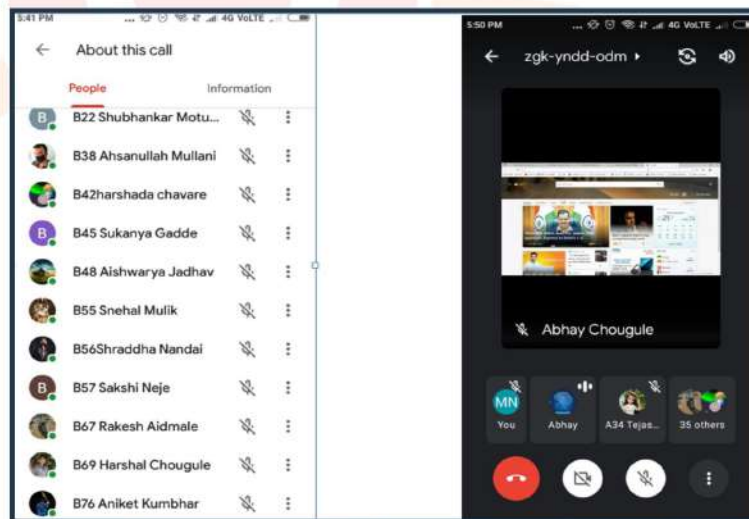 5:41 PM
4G VoLTE
About this call
People Information
B B22 Shubhankar Motu...
B38 Ahsanullah Mullani
B42harshada chavare
B B45 Sukanya Gadde
B48 Aishwarya Jadhav
B55 Snehal Mulik
B56Shraddha Nandai
B B57 Sakshi Neje
B67 Rakesh Aidmale
B69 Harshal Chougule
B76 Aniket Kumbhar
5:50 PM ... 4G VoLTE
zgk-yndd-odm
Abhay Chougule
MN
You Abhay A34 Tejas... 35 others